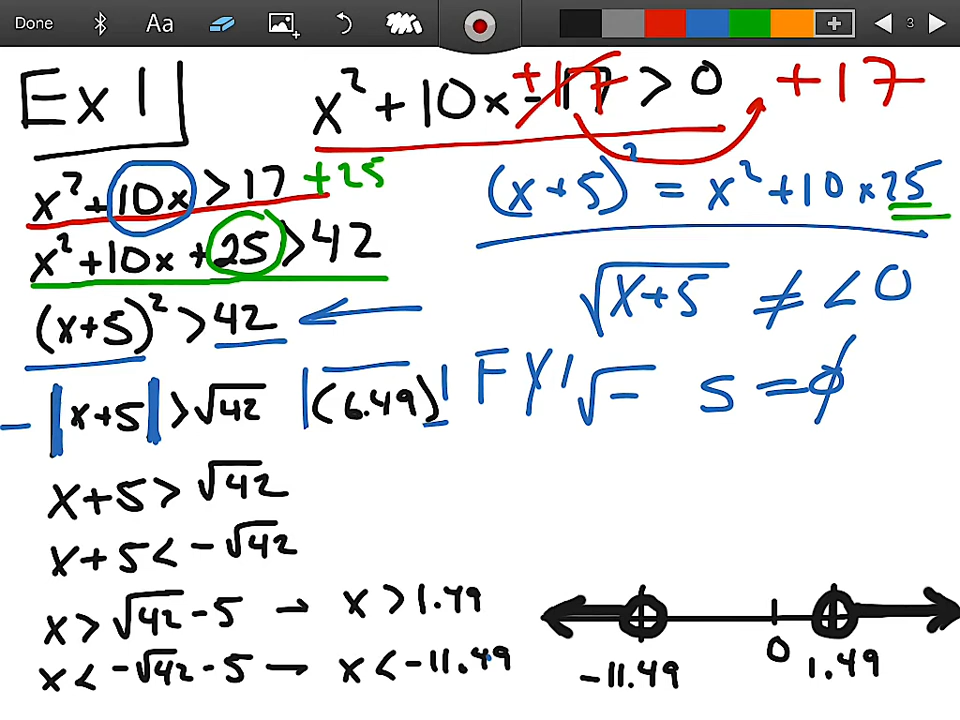 Done Aa 3
Ex 1 x² + 10x - 17 > 0 +17
+17
x² + 10x > 17 + 25 (x + 5)² = x² + 10x 25
x² + 10x + 25 > 42
(x + 5)² > 42 √x + 5 ≠ < 0
- |x + 5| > √42 |(6.49)| FYI √- S = ∅
x + 5 > √42
x + 5 < - √42
x > √42 - 5 → x > 1.49
x < - √42 - 5 → x < -11.49
-11.49 0 1.49